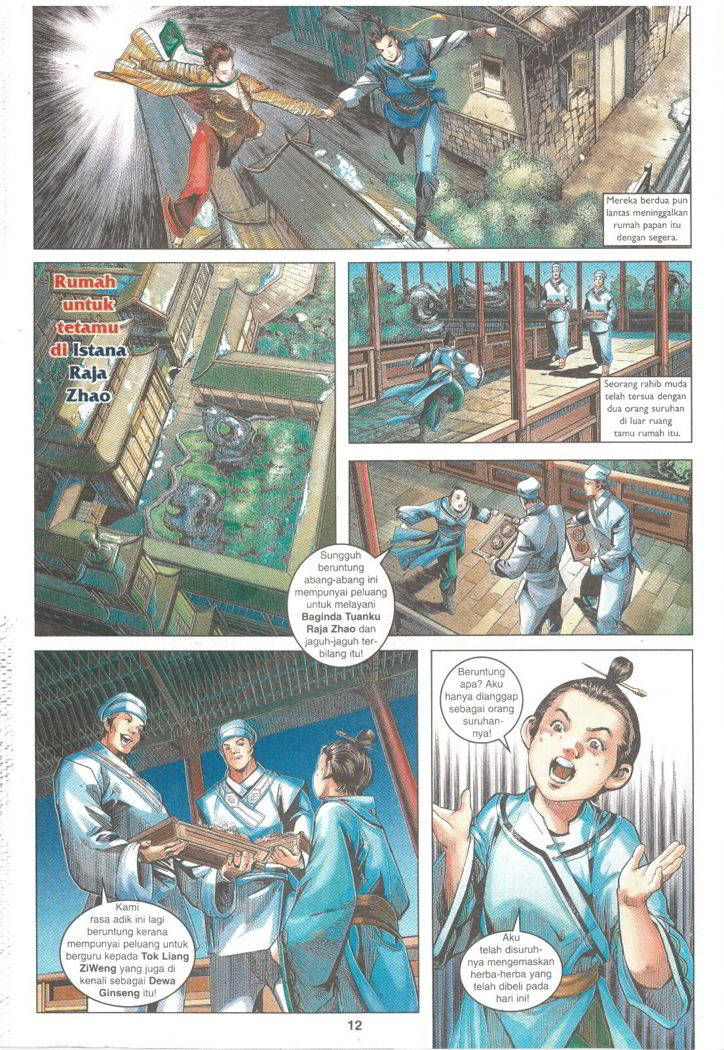 Mereka berdua pun
lantas meninggalkan
rumah papan itu
dengan segera.
Rumah
untuk
tetamu
di Istana
Raja
Zhao
Seorang rahib muda
telah tersua dengan
dua orang suruhan
di luar ruang
tamu rumah itu.
Sungguh
beruntung
abang-abang ini
mempunyai peluang
untuk melayani
Baginda Tuanku
Raja Zhao dan
jaguh-jaguh ter-
bilang itu!
Kami
rasa adik ini lagi
beruntung kerana
mempunyai peluang untuk
berguru kepada Tok Liang
ZiWeng yang juga di
kenali sebagai Dewa
Ginseng itu!
Beruntung
apa? Aku
hanya dianggap
sebagai orang
suruhan-
nya!
Aku
telah disuruh-
nya mengemaskan
herba-herba yang
telah dibeli pada
hari ini!
12